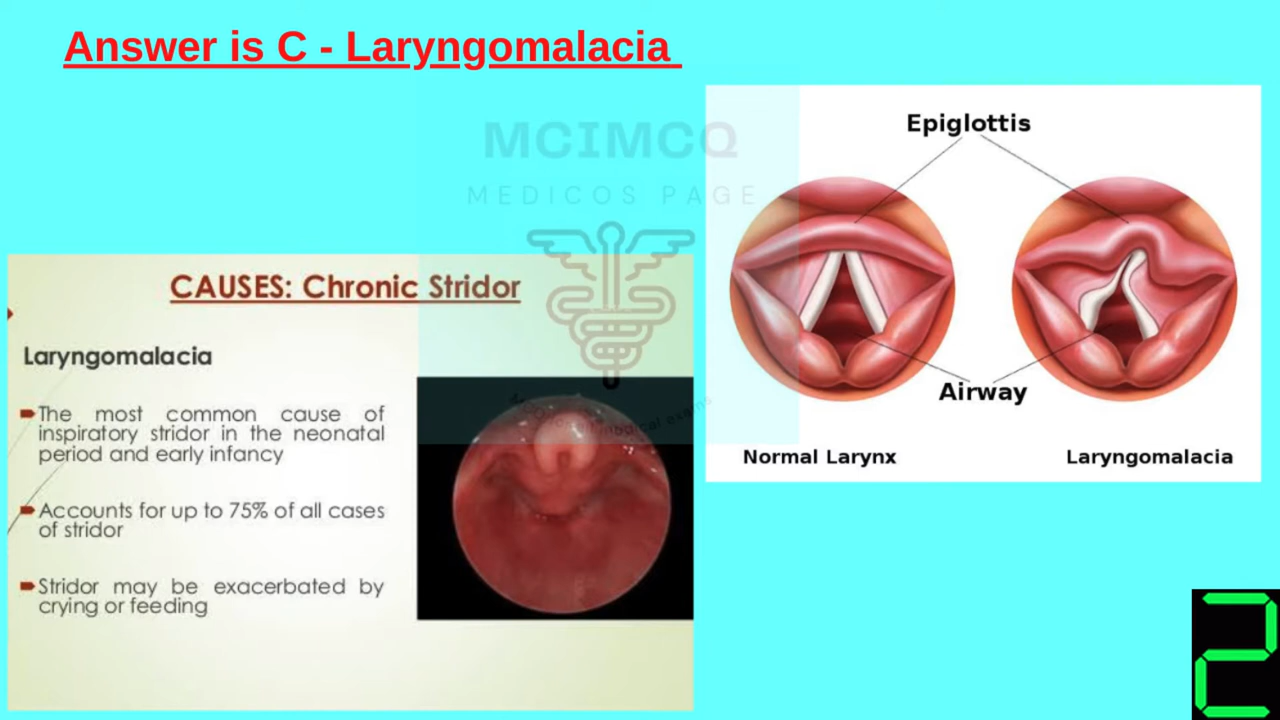 Answer is C - Laryngomalacia
MCIMCQ
MEDICOS PAGE
Epiglottis
Airway
Normal Larynx
Laryngomalacia
CAUSES: Chronic Stridor
Laryngomalacia
The most common cause of
inspiratory stridor in the neonatal
period and early infancy
Accounts for up to 75% of all cases
of stridor
Stridor may be exacerbated by
crying or feeding
medical exams
2